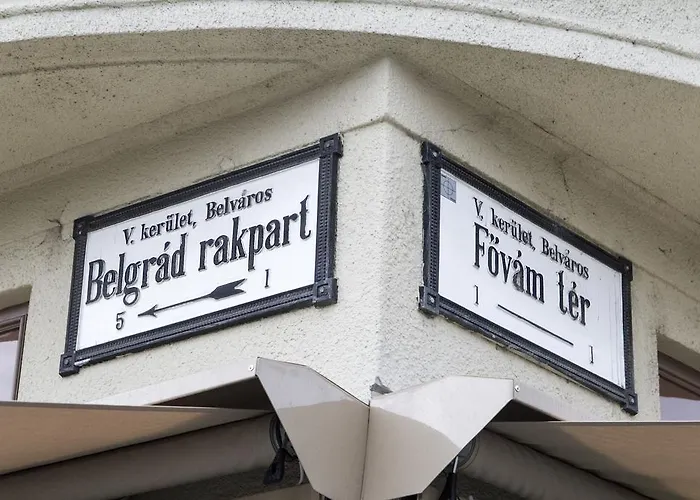 V. kerület, Belváros
Belgrád rakpart
5 1
V. kerület, Belváros
Fővám tér
1 1